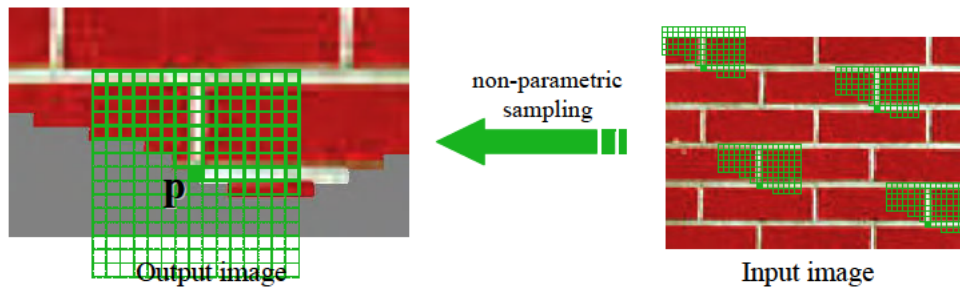 non-parametric
sampling
p
Output image
Input image